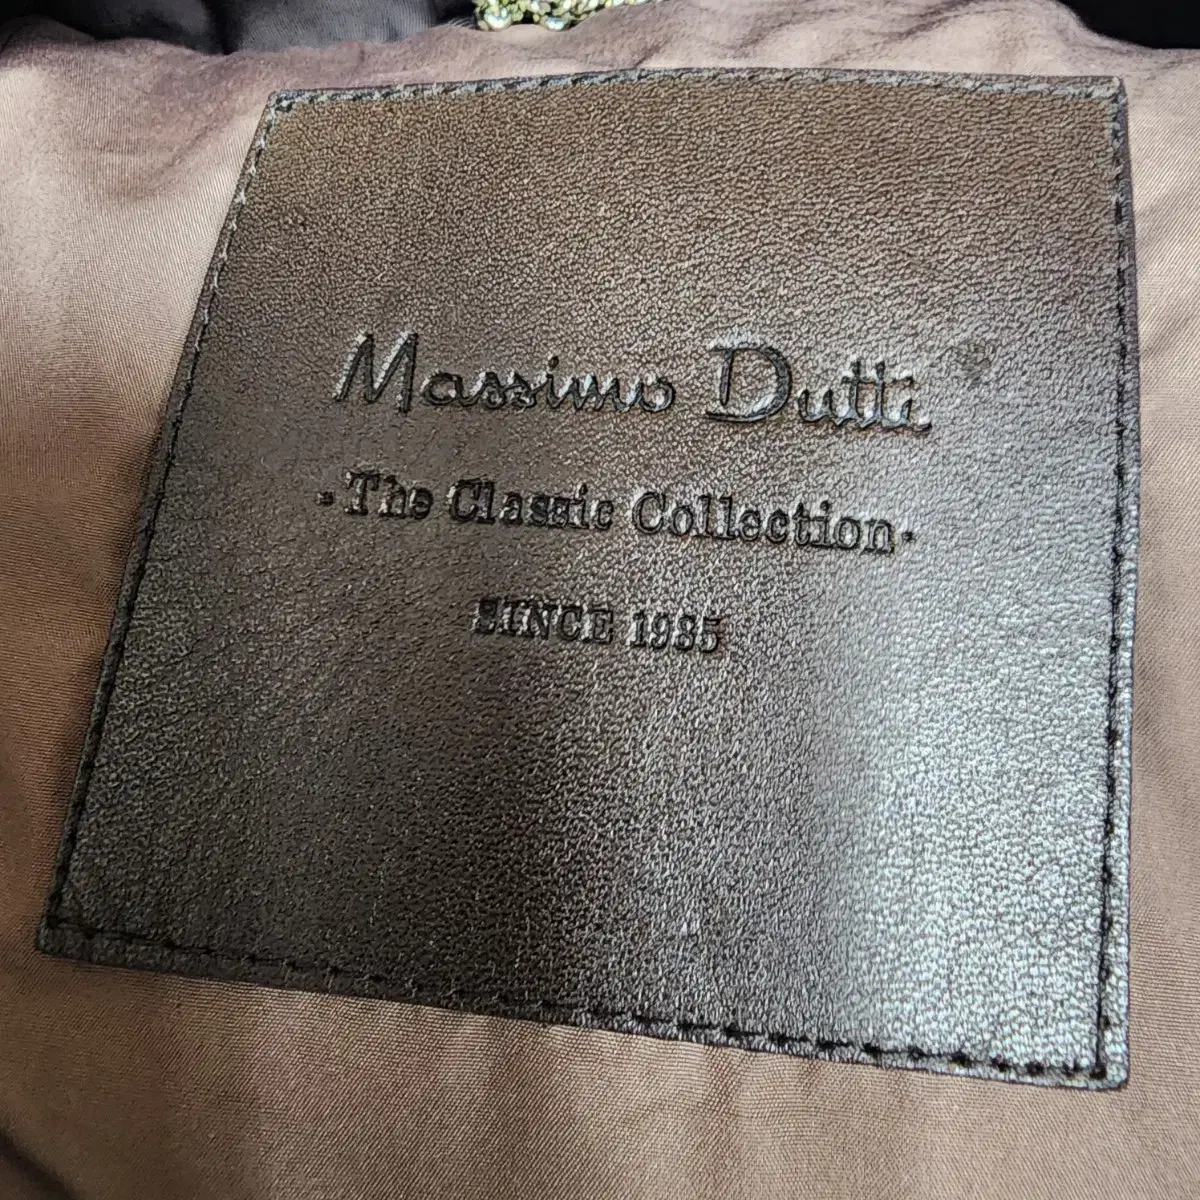 Massimo Dutti
-The Classic Collection-
SINCE 1985